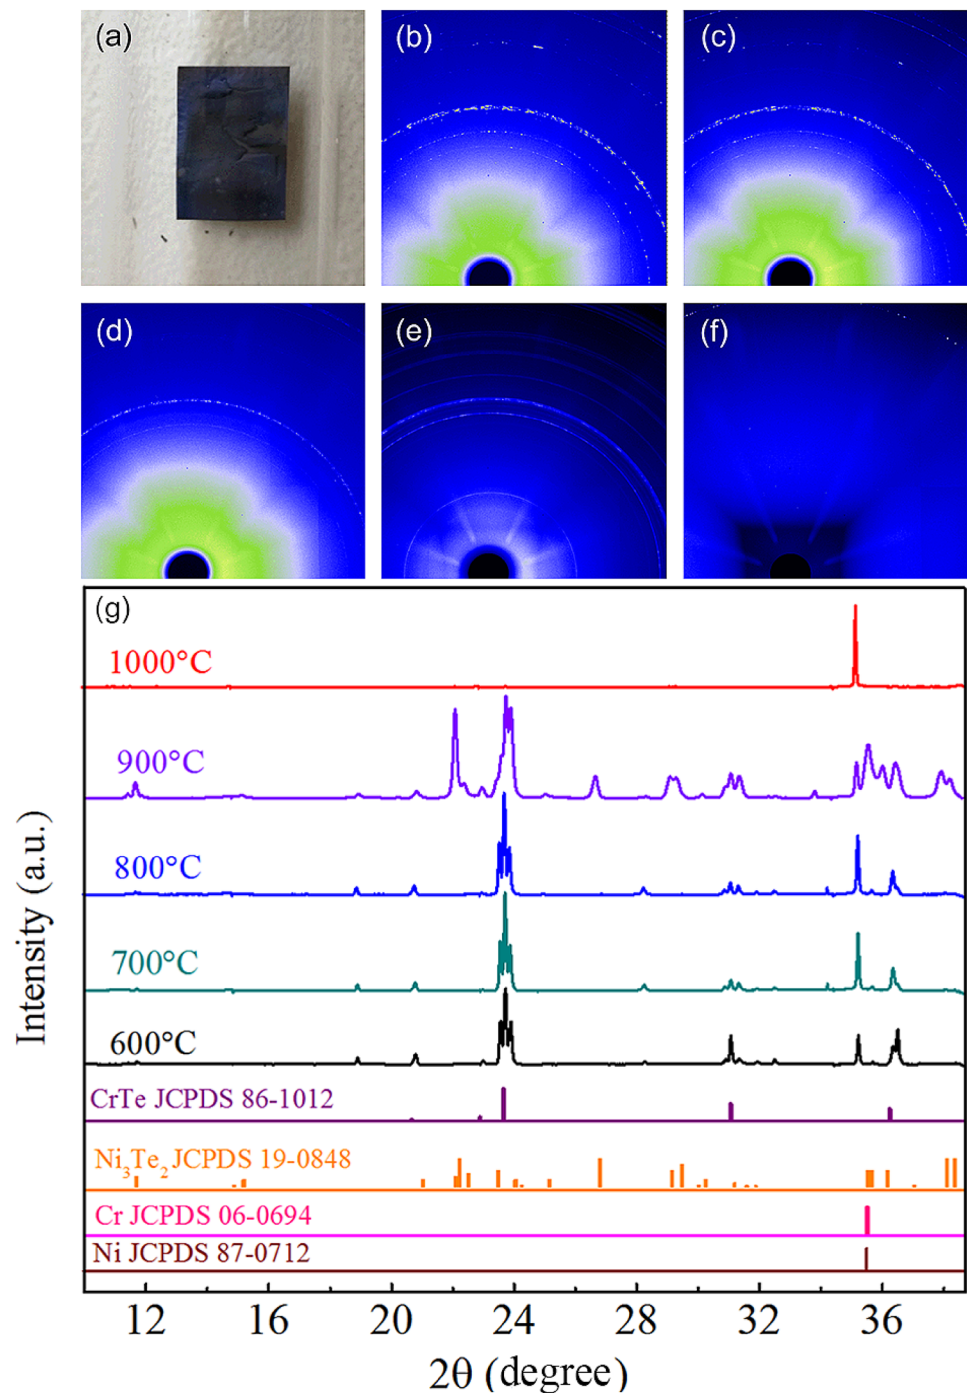 (a)
(b)
(c)
(d)
(e)
(f)
(g)
1000°C
900°C
800°C
700°C
600°C
CrTe JCPDS 86-1012
Ni₃Te₂ JCPDS 19-0848
Cr JCPDS 06-0694
Ni JCPDS 87-0712
Intensity (a.u.)
12 16 20 24 28 32 36
2θ (degree)